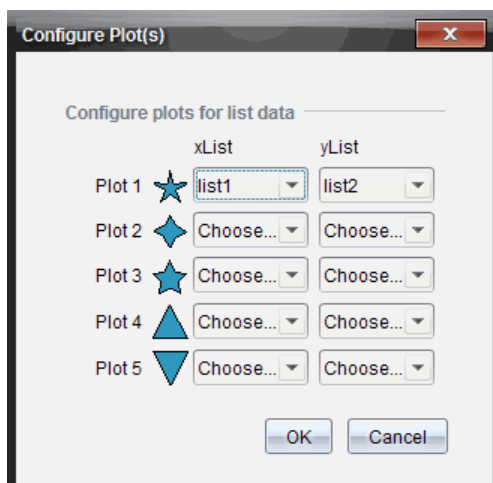 Configure Plot(s)
Configure plots for list data
xList yList
Plot 1 list1 list2
Plot 2 Choose... Choose...
Plot 3 Choose... Choose...
Plot 4 Choose... Choose...
Plot 5 Choose... Choose...
OK Cancel